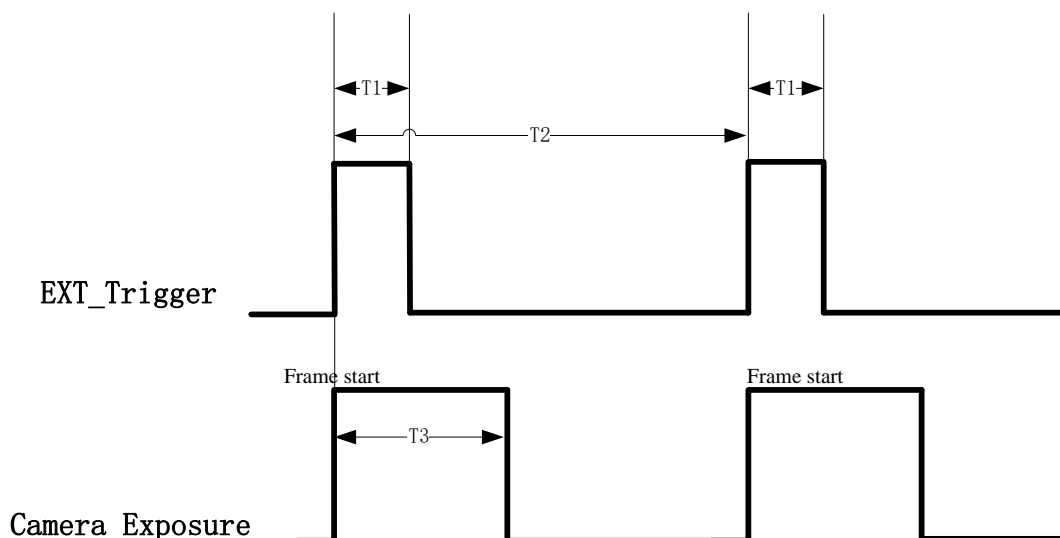 T1 T1
T2
EXT_Trigger
Frame start Frame start
T3
Camera Exposure